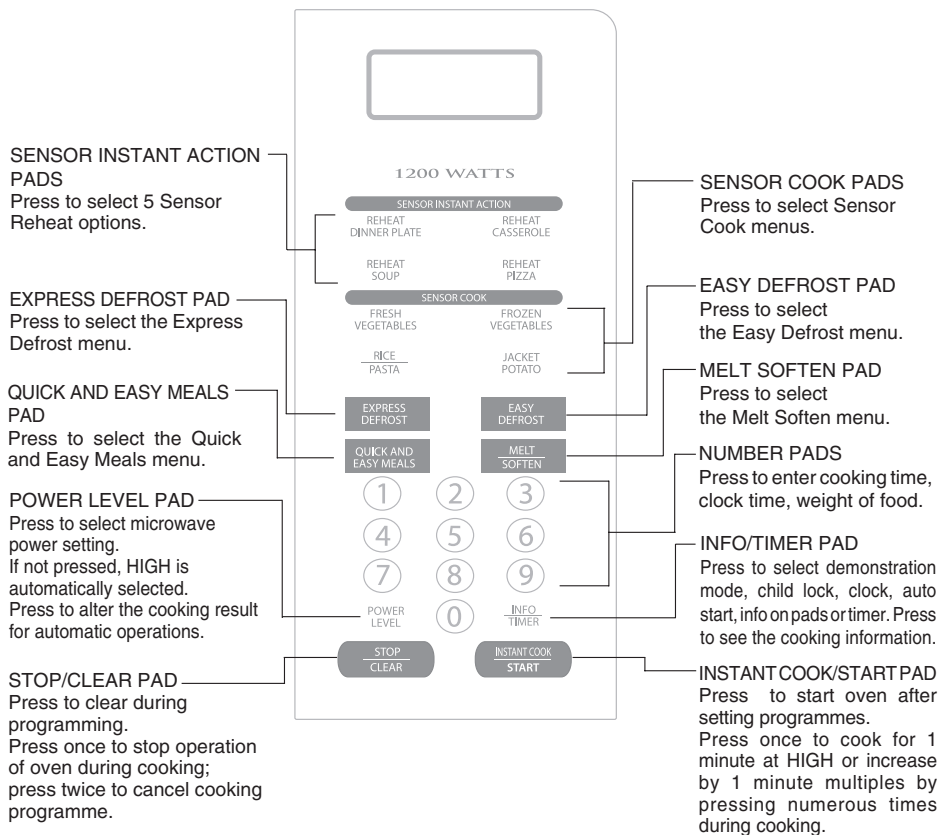 SENSOR INSTANT ACTION
PADS
Press to select 5 Sensor
Reheat options.
EXPRESS DEFROST PAD
Press to select the Express
Defrost menu.
QUICK AND EASY MEALS
PAD
Press to select the Quick
and Easy Meals menu.
POWER LEVEL PAD
Press to select microwave
power setting.
If not pressed, HIGH is
automatically selected.
Press to alter the cooking result
for automatic operations.
STOP/CLEAR PAD
Press to clear during
programming.
Press once to stop operation
of oven during cooking;
press twice to cancel cooking
programme.
1200 WATTS
SENSOR INSTANT ACTION
REHEAT
DINNER PLATE
REHEAT
CASSEROLE
REHEAT
SOUP
REHEAT
PIZZA
SENSOR COOK
FRESH
VEGETABLES
FROZEN
VEGETABLES
RICE
PASTA
JACKET
POTATO
EXPRESS
DEFROST
EASY
DEFROST
QUICK AND
EASY MEALS
MELT
SOFTEN
1 2 3
4 5 6
7 8 9
POWER
LEVEL
0
INFO
TIMER
STOP
CLEAR
INSTANT COOK
START
SENSOR COOK PADS
Press to select Sensor
Cook menus.
EASY DEFROST PAD
Press to select
the Easy Defrost menu.
MELT SOFTEN PAD
Press to select
the Melt Soften menu.
NUMBER PADS
Press to enter cooking time,
clock time, weight of food.
INFO/TIMER PAD
Press to select demonstration
mode, child lock, clock, auto
start, info on pads or timer. Press
to see the cooking information.
INSTANT COOK/START PAD
Press to start oven after
setting programmes.
Press once to cook for 1
minute at HIGH or increase
by 1 minute multiples by
pressing numerous times
during cooking.